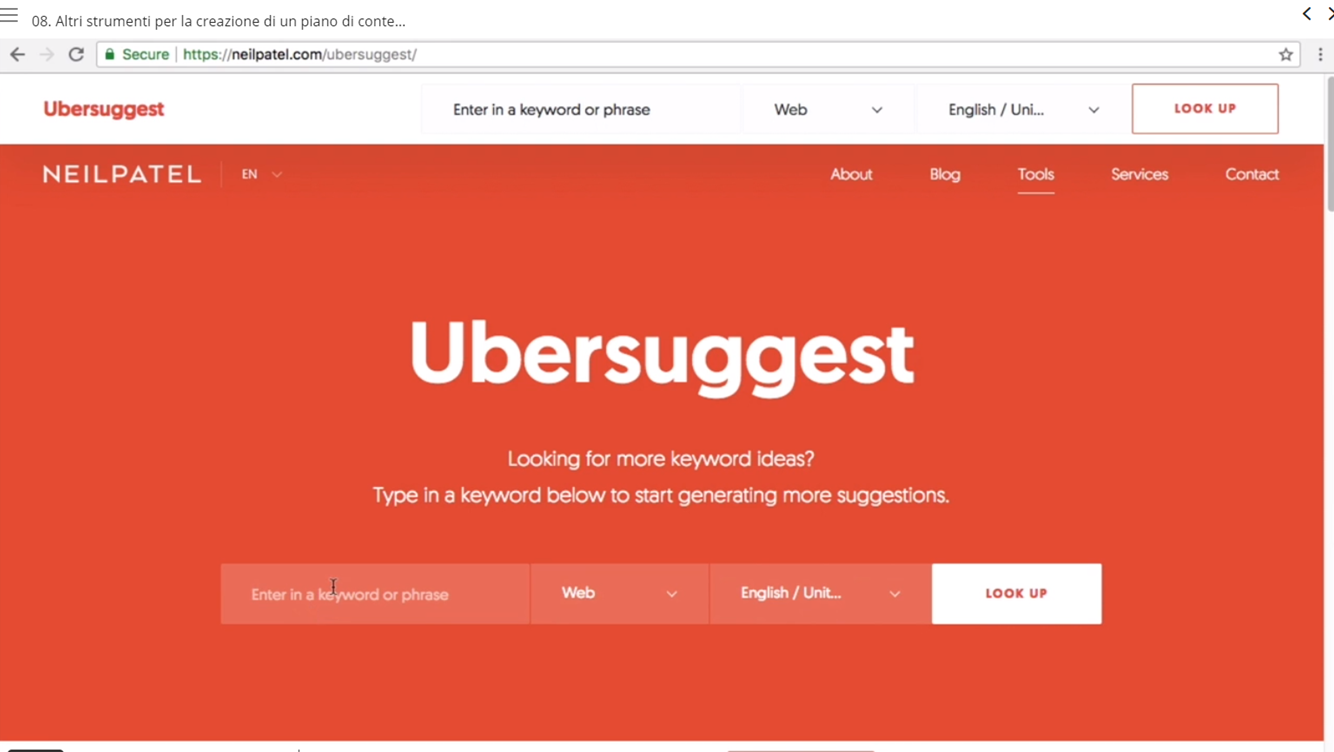 08. Altri strumenti per la creazione di un piano di conte...
Secure | https://neilpatel.com/ubersuggest/
Ubersuggest Enter in a keyword or phrase Web English / Uni... LOOK UP
NEILPATEL EN About Blog Tools Services Contact
Ubersuggest
Looking for more keyword ideas?
Type in a keyword below to start generating more suggestions.
Enter in a keyword or phrase Web English / Unit... LOOK UP